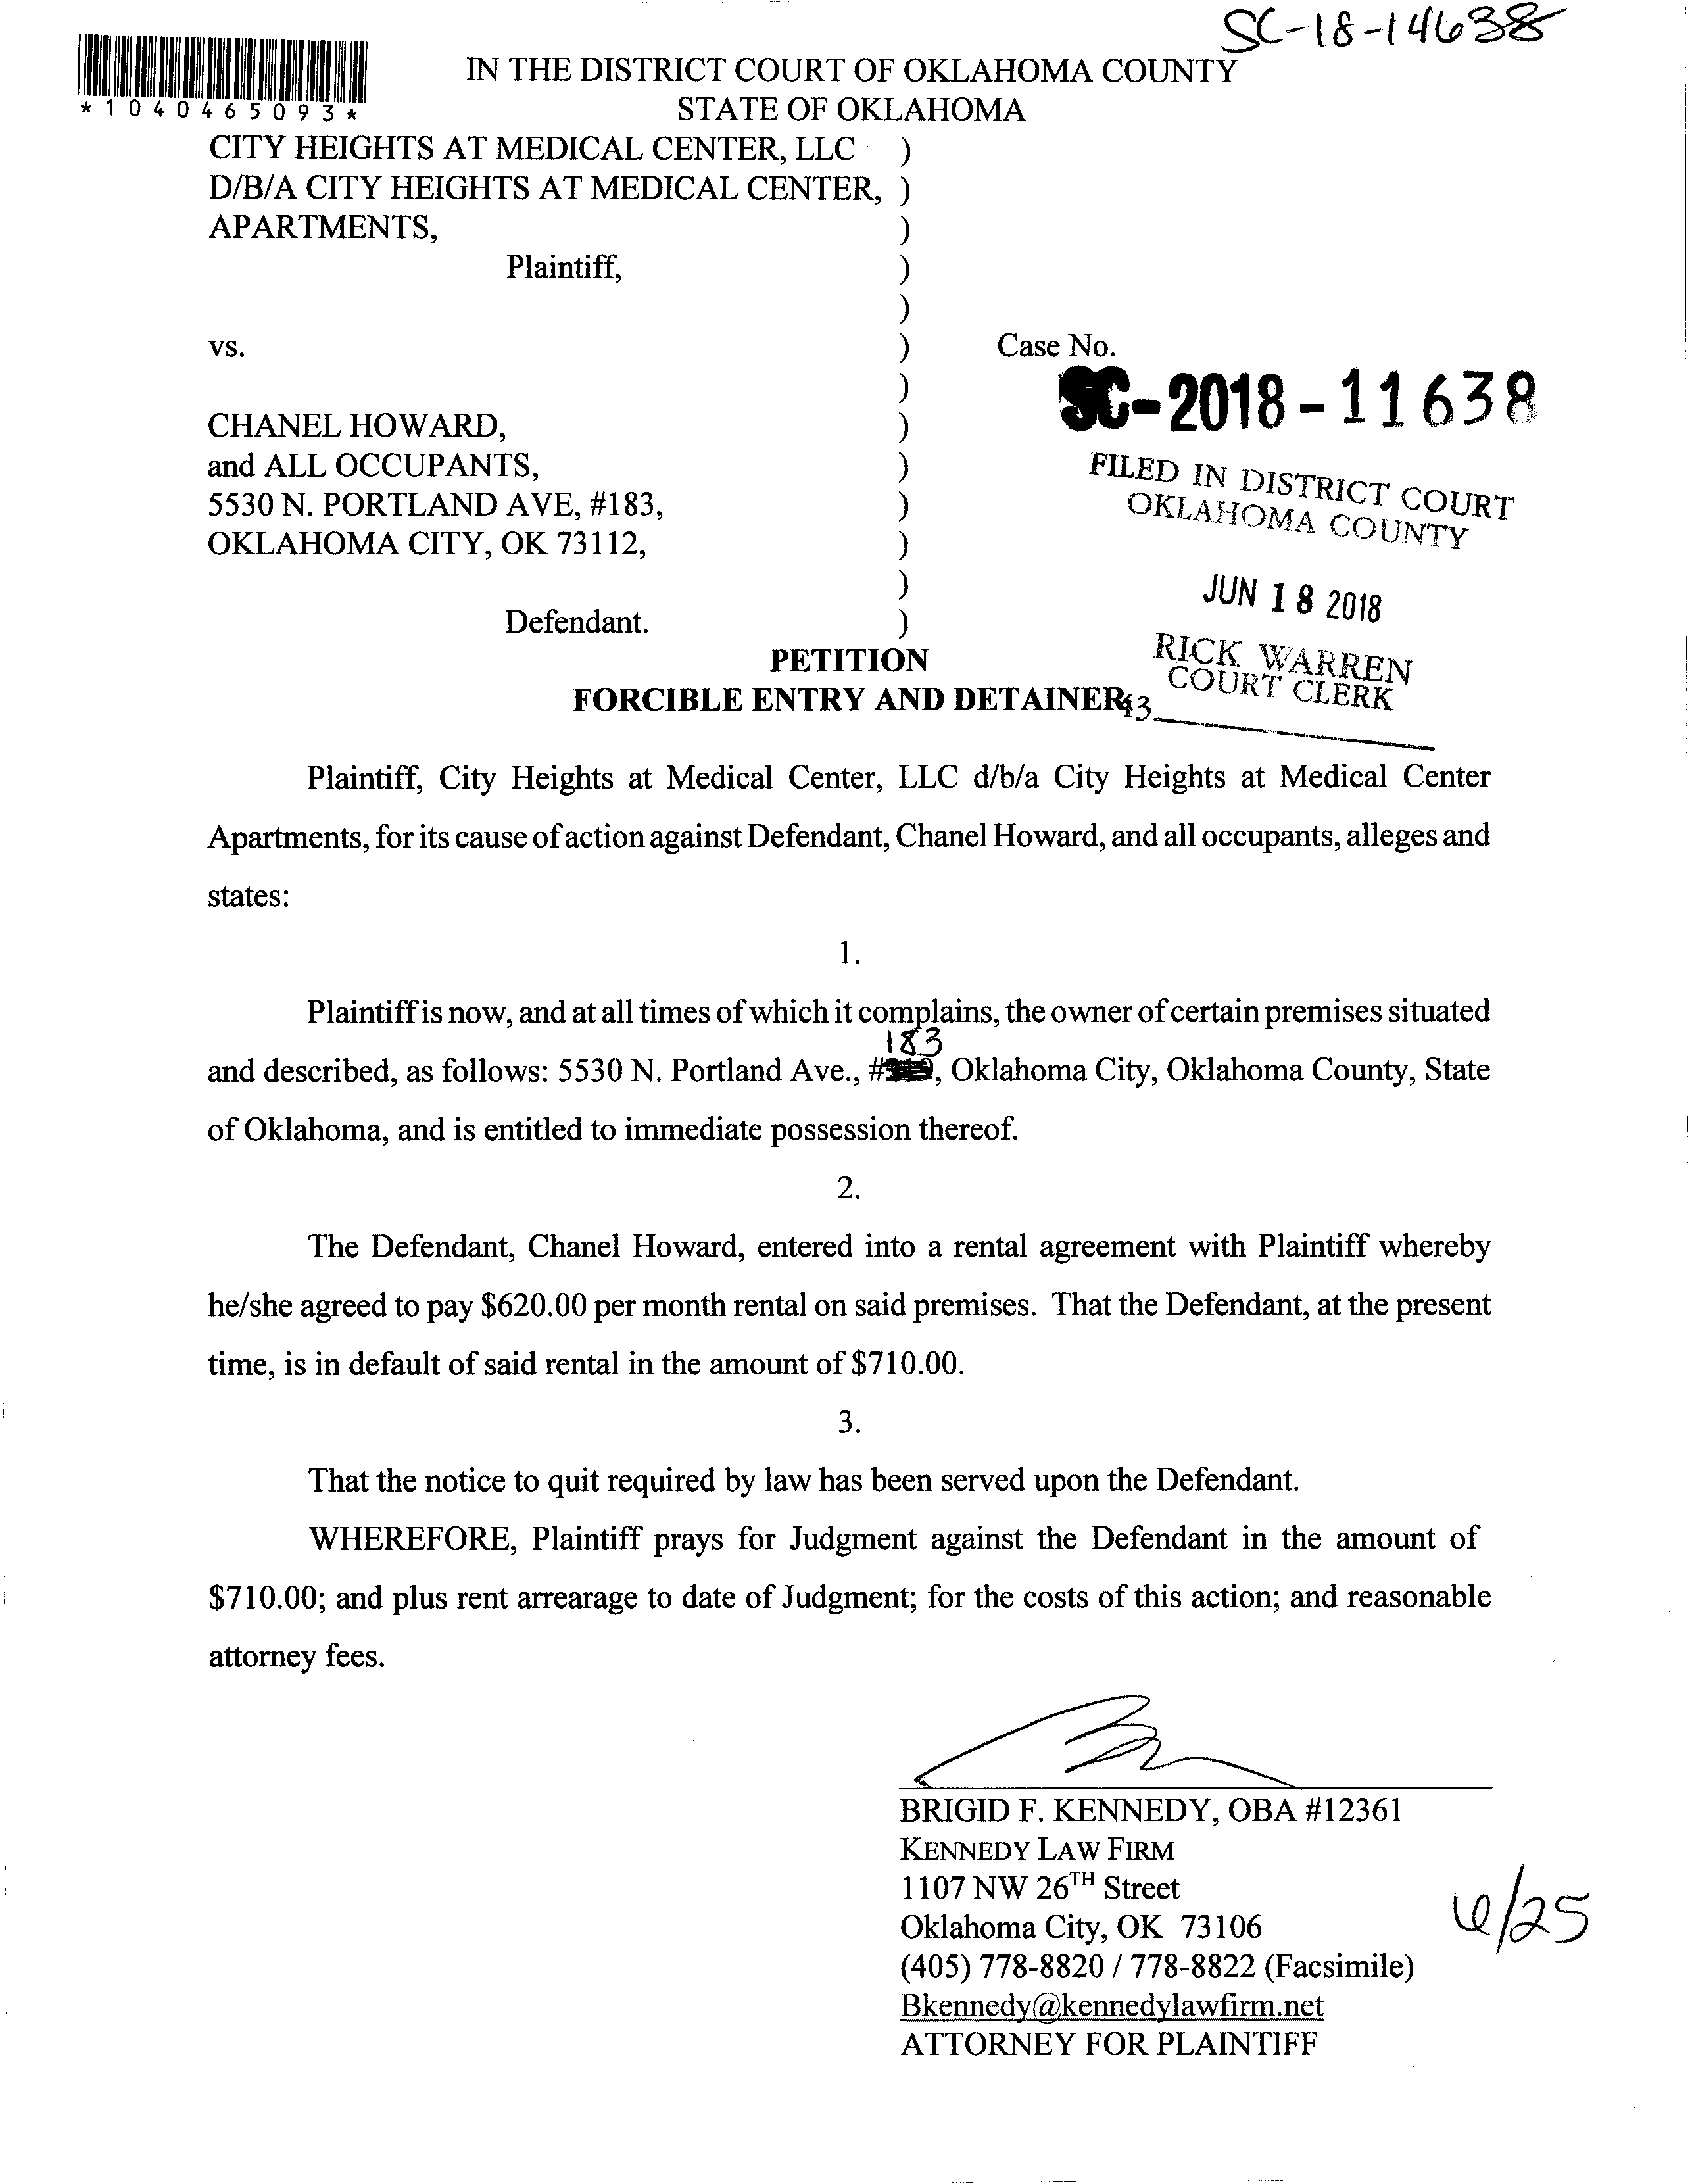 SC-18-14638
*1040465093*
IN THE DISTRICT COURT OF OKLAHOMA COUNTY
STATE OF OKLAHOMA
CITY HEIGHTS AT MEDICAL CENTER, LLC )
D/B/A CITY HEIGHTS AT MEDICAL CENTER, )
APARTMENTS, )
Plaintiff, )
)
vs. ) Case No.
)
SC-2018-11638
CHANEL HOWARD, )
and ALL OCCUPANTS, )
5530 N. PORTLAND AVE, #183, )
OKLAHOMA CITY, OK 73112, )
)
Defendant. )
FILED IN DISTRICT COURT
OKLAHOMA COUNTY
JUN 18 2018
RICK WARREN
COURT CLERK
PETITION
FORCIBLE ENTRY AND DETAINER
43
Plaintiff, City Heights at Medical Center, LLC d/b/a City Heights at Medical Center
Apartments, for its cause of action against Defendant, Chanel Howard, and all occupants, alleges and
states:
1.
Plaintiff is now, and at all times of which it complains, the owner of certain premises situated
183
and described, as follows: 5530 N. Portland Ave., #, Oklahoma City, Oklahoma County, State
of Oklahoma, and is entitled to immediate possession thereof.
2.
The Defendant, Chanel Howard, entered into a rental agreement with Plaintiff whereby
he/she agreed to pay $620.00 per month rental on said premises. That the Defendant, at the present
time, is in default of said rental in the amount of $710.00.
3.
That the notice to quit required by law has been served upon the Defendant.
WHEREFORE, Plaintiff prays for Judgment against the Defendant in the amount of
$710.00; and plus rent arrearage to date of Judgment; for the costs of this action; and reasonable
attorney fees.
BRIGID F. KENNEDY, OBA #12361
KENNEDY LAW FIRM
1107 NW 26TH Street
Oklahoma City, OK 73106
(405) 778-8820 / 778-8822 (Facsimile)
Bkennedy@kennedylawfirm.net
ATTORNEY FOR PLAINTIFF
6/25